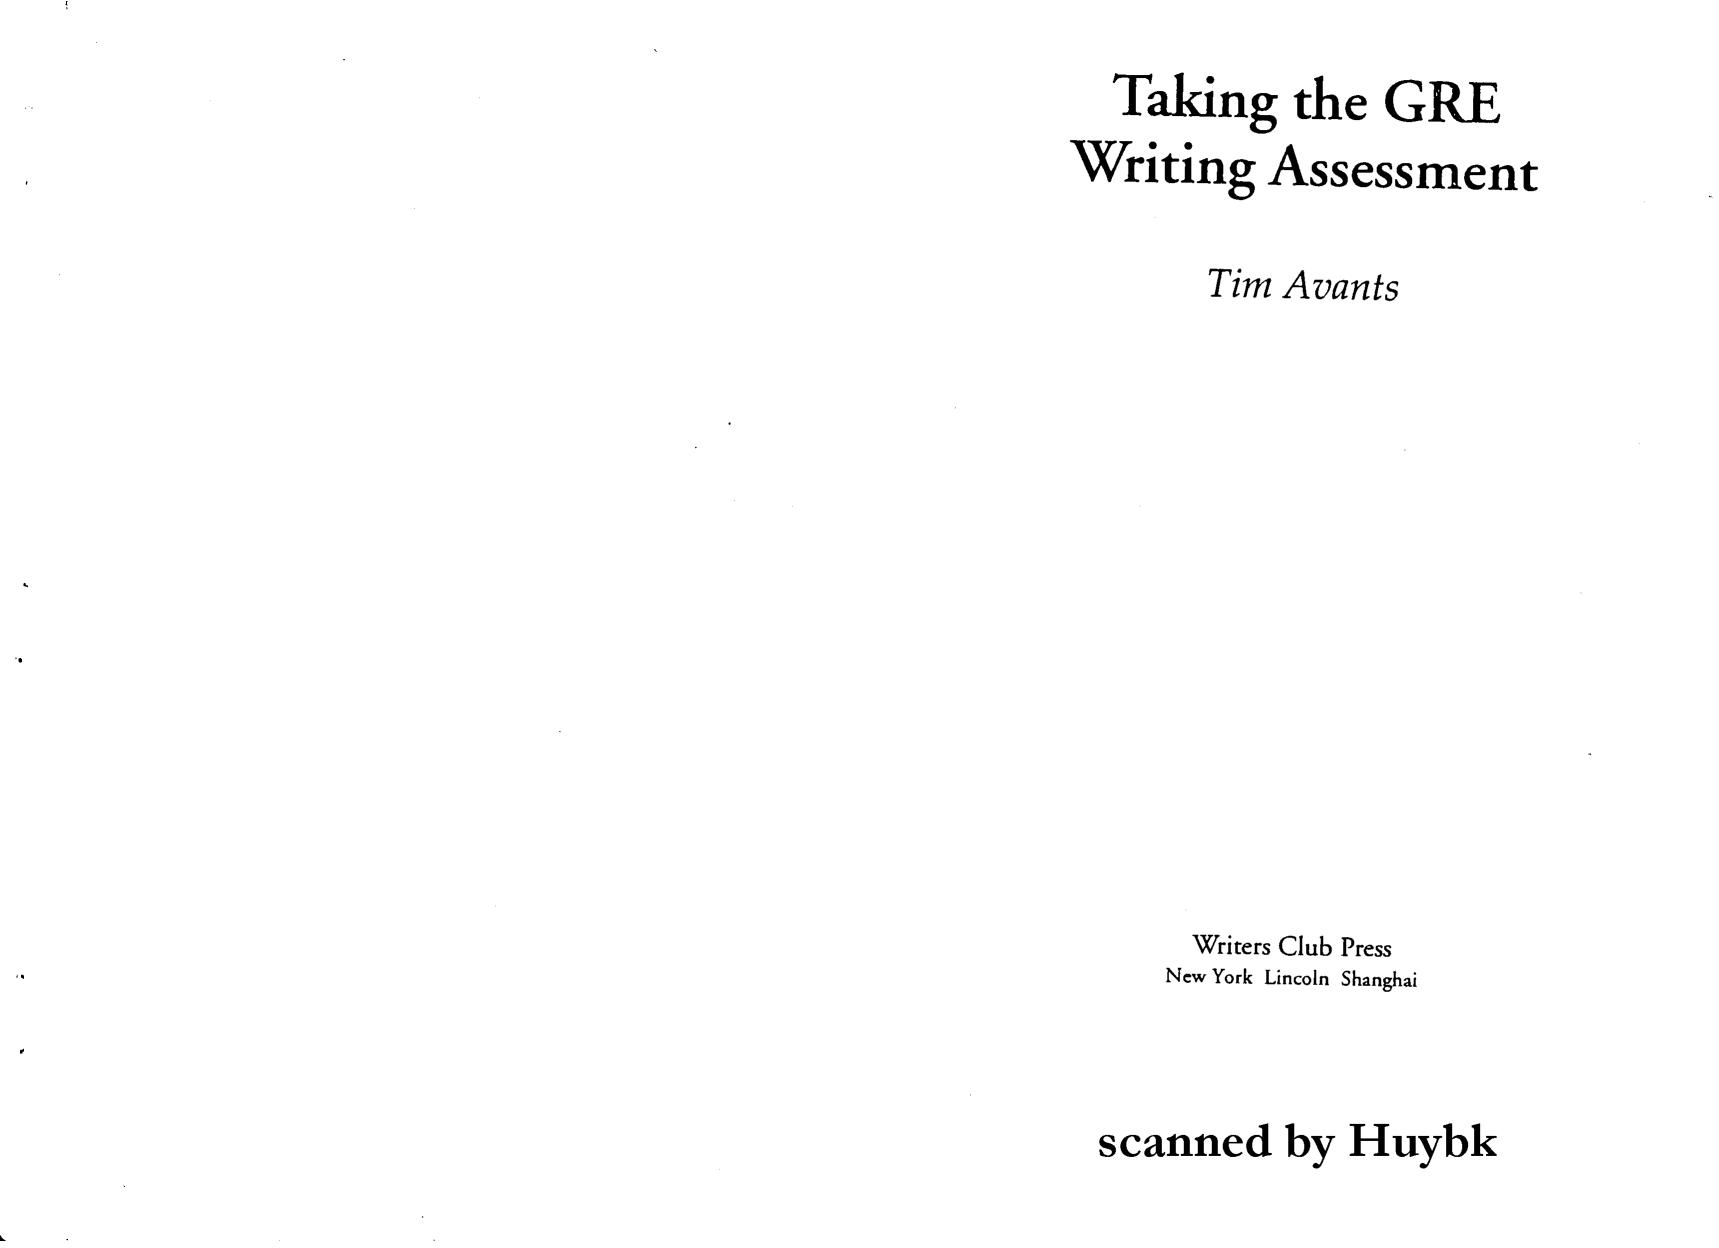 Taking the GRE
Writing Assessment
Tim Avants
Writers Club Press
New York Lincoln Shanghai
scanned by Huybk